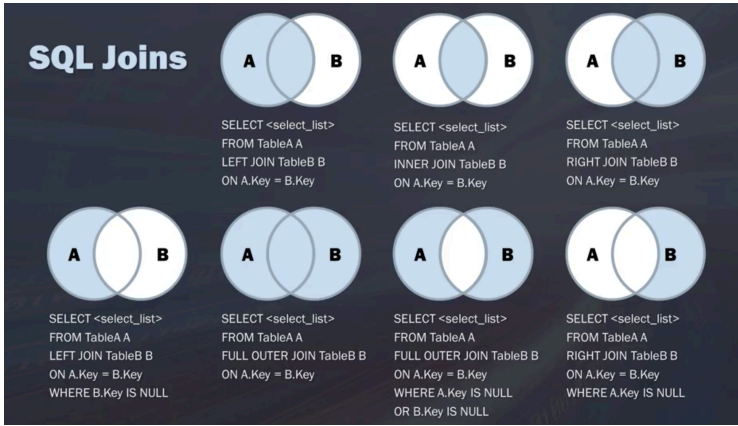 SQL Joins
A B
SELECT <select_list>
FROM TableA A
LEFT JOIN TableB B
ON A.Key = B.Key
A B
SELECT <select_list>
FROM TableA A
INNER JOIN TableB B
ON A.Key = B.Key
A B
SELECT <select_list>
FROM TableA A
RIGHT JOIN TableB B
ON A.Key = B.Key
A B
SELECT <select_list>
FROM TableA A
LEFT JOIN TableB B
ON A.Key = B.Key
WHERE B.Key IS NULL
A B
SELECT <select_list>
FROM TableA A
FULL OUTER JOIN TableB B
ON A.Key = B.Key
A B
SELECT <select_list>
FROM TableA A
FULL OUTER JOIN TableB B
ON A.Key = B.Key
WHERE A.Key IS NULL
OR B.Key IS NULL
A B
SELECT <select_list>
FROM TableA A
RIGHT JOIN TableB B
ON A.Key = B.Key
WHERE A.Key IS NULL